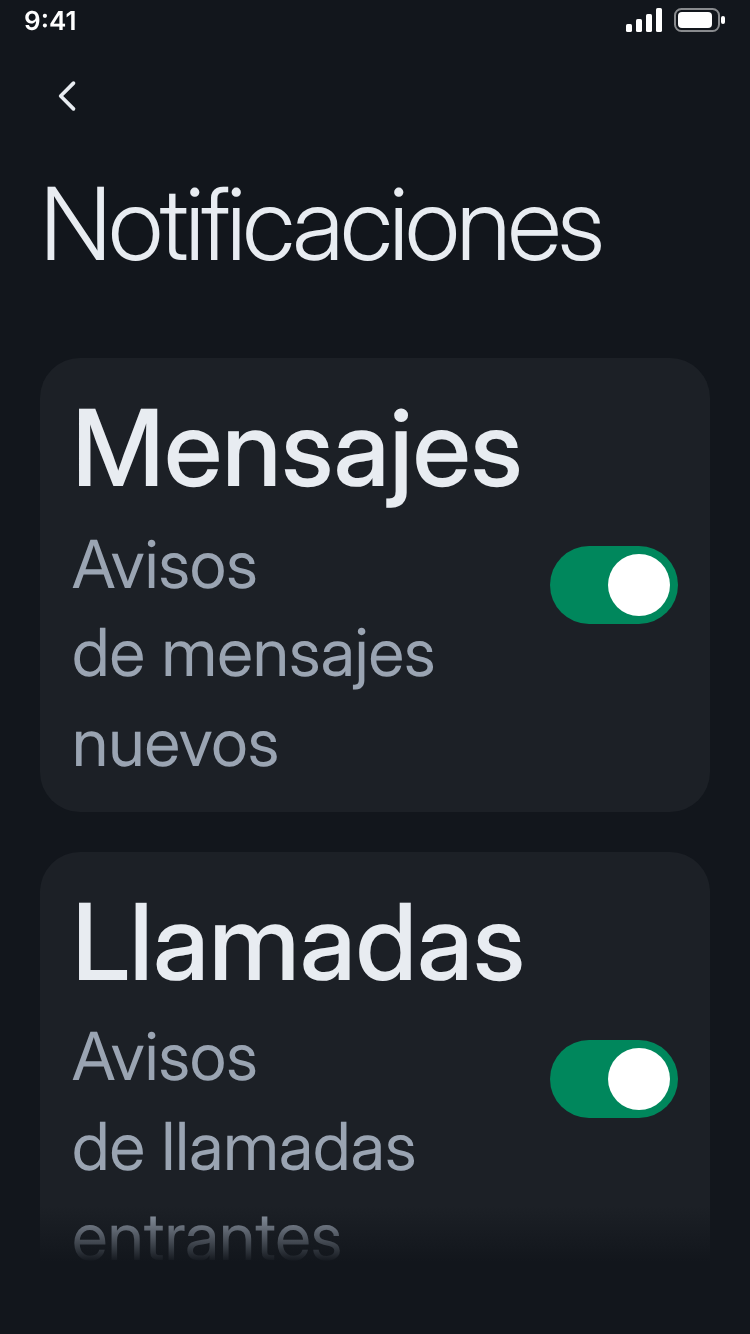 9:41
Notificaciones
Mensajes
Avisos
de mensajes
nuevos
Llamadas
Avisos
de llamadas
entrantes